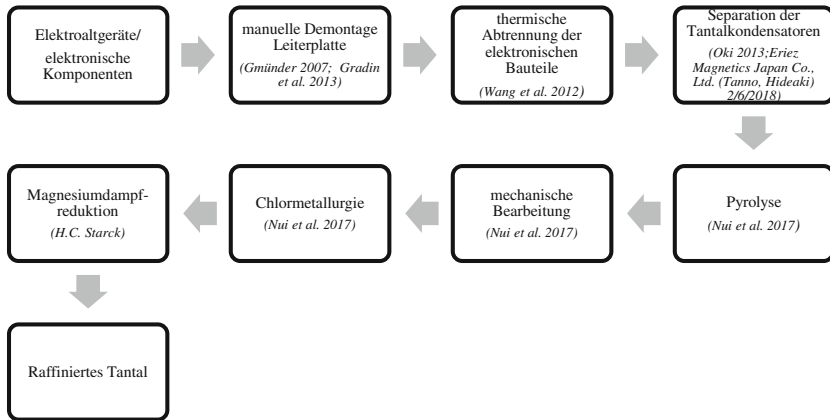 Elektroaltgeräte/
elektronische
Komponenten
manuelle Demontage
Leiterplatte
(Gmünder 2007; Gradin
et al. 2013)
thermische
Abtrennung der
elektronischen
Bauteile
(Wang et al. 2012)
Separation der
Tantalkondensatoren
(Oki 2013;Eriez
Magnetics Japan Co.,
Ltd. (Tanno, Hideaki)
2/6/2018)
Pyrolyse
(Nui et al. 2017)
mechanische
Bearbeitung
(Nui et al. 2017)
Chlormetallurgie
(Nui et al. 2017)
Magnesiumdampf-
reduktion
(H.C. Starck)
Raffiniertes Tantal